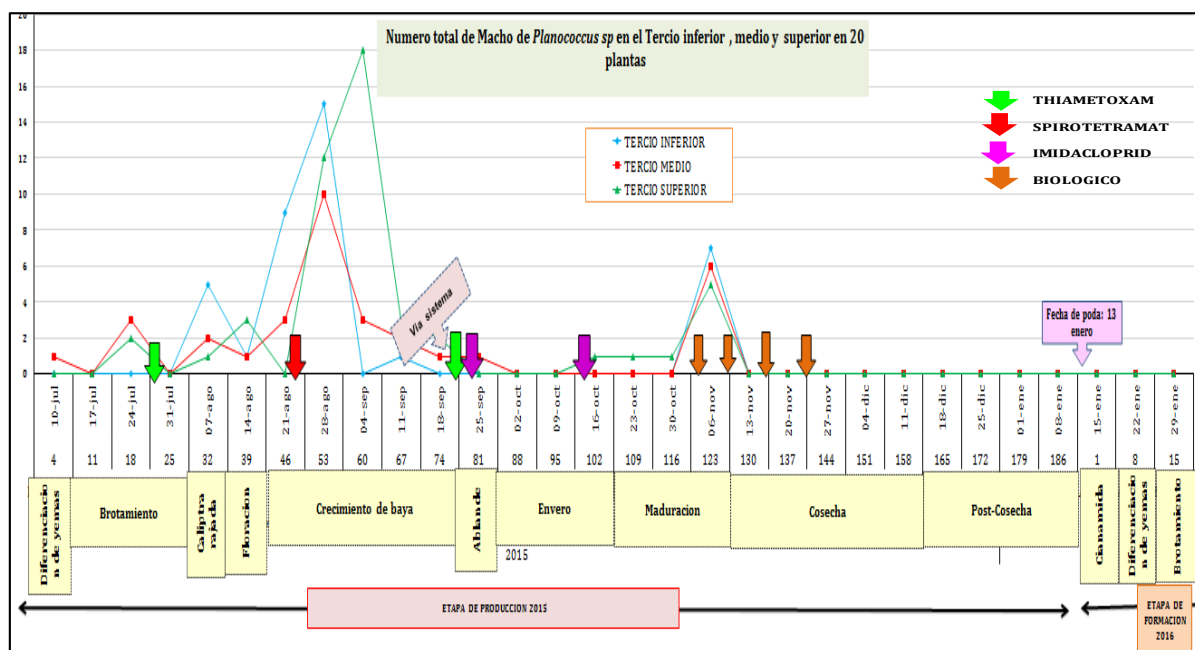 Numero total de Macho de Planococcus sp en el Tercio inferior , medio y superior en 20
plantas
THIAMETOXAM
SPIROTETRAMAT
IMIDACLOPRID
BIOLOGICO
TERCIO INFERIOR
TERCIO MEDIO
TERCIO SUPERIOR
20
18
16
14
12
10
8
6
4
2
0
Via sistema
Fecha de poda: 13
enero
10-jul 17-jul 24-jul 31-jul 07-ago 14-ago 21-ago 28-ago 04-sep 11-sep 18-sep 25-sep 02-oct 09-oct 16-oct 23-oct 30-oct 06-nov 13-nov 20-nov 27-nov 04-dic 11-dic 18-dic 25-dic 01-ene 08-ene 15-ene 22-ene 29-ene
4 11 18 25 32 39 46 53 60 67 74 81 88 95 102 109 116 123 130 137 144 151 158 165 172 179 186 1 8 15
Diferenciacio
n de yemas
Brotamiento
Caliptra
rajada
Floracion
Crecimiento de baya
Ablande
Envero
Maduracion
Cosecha
Post-Cosecha
Cianamida
Diferenciacio
n de yemas
Brotamiento
2015
ETAPA DE PRODUCCION 2015
ETAPA DE
FORMACION
2016